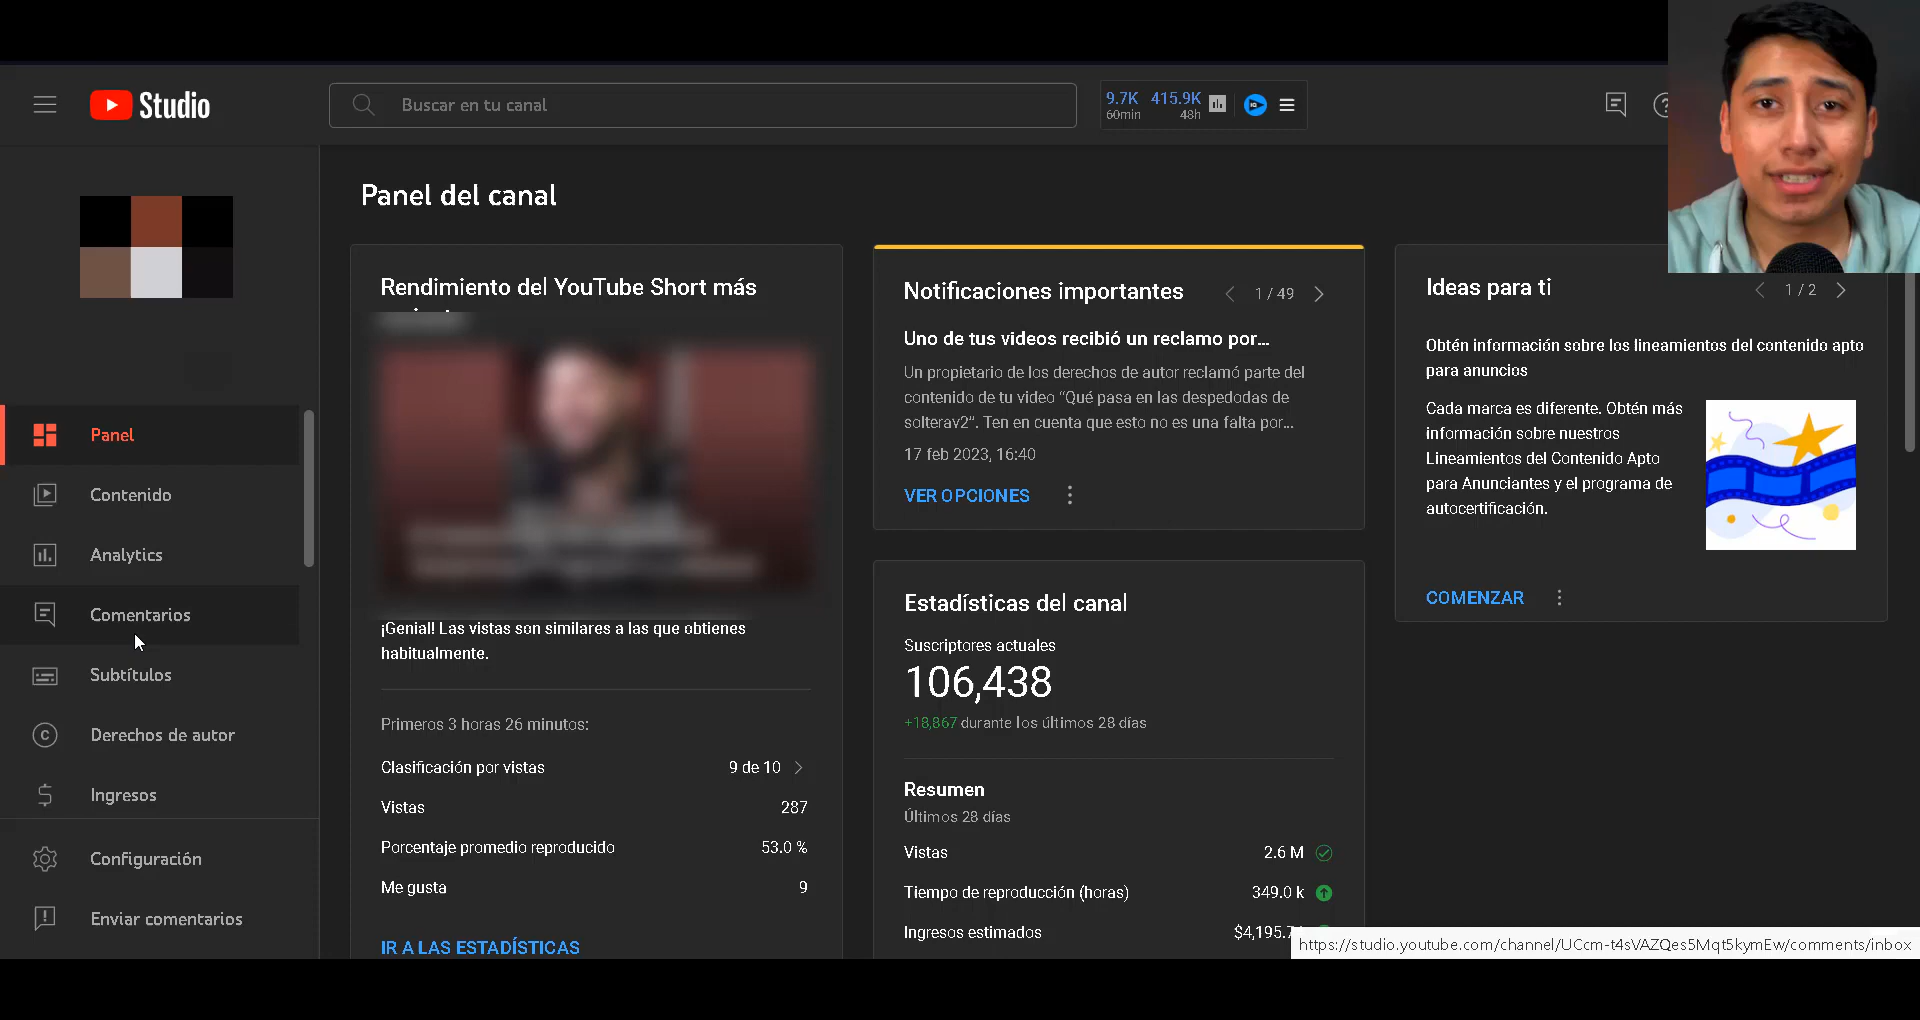 Studio
Buscar en tu canal
9.7K 415.9K
60min 48h
Panel del canal
Panel
Contenido
Analytics
Comentarios
Subtítulos
Derechos de autor
Ingresos
Configuración
Enviar comentarios
Rendimiento del YouTube Short más
¡Genial! Las vistas son similares a las que obtienes
habitualmente.
Primeros 3 horas 26 minutos:
Clasificación por vistas 9 de 10
Vistas 287
Porcentaje promedio reproducido 53.0 %
Me gusta 9
IR A LAS ESTADÍSTICAS
Notificaciones importantes 1 / 49
Uno de tus videos recibió un reclamo por...
Un propietario de los derechos de autor reclamó parte del
contenido de tu video “Qué pasa en las despedodas de
solterav2”. Ten en cuenta que esto no es una falta por...
17 feb 2023, 16:40
VER OPCIONES
Estadísticas del canal
Suscriptores actuales
106,438
+18,867 durante los últimos 28 días
Resumen
Últimos 28 días
Vistas 2.6 M
Tiempo de reproducción (horas) 349.0 k
Ingresos estimados $4,195.7
Ideas para ti 1 / 2
Obtén información sobre los lineamientos del contenido apto
para anuncios
Cada marca es diferente. Obtén más
información sobre nuestros
Lineamientos del Contenido Apto
para Anunciantes y el programa de
autocertificación.
COMENZAR
https://studio.youtube.com/channel/UCcm-t4sVAZQes5Mqt5kymEw/comments/inbox